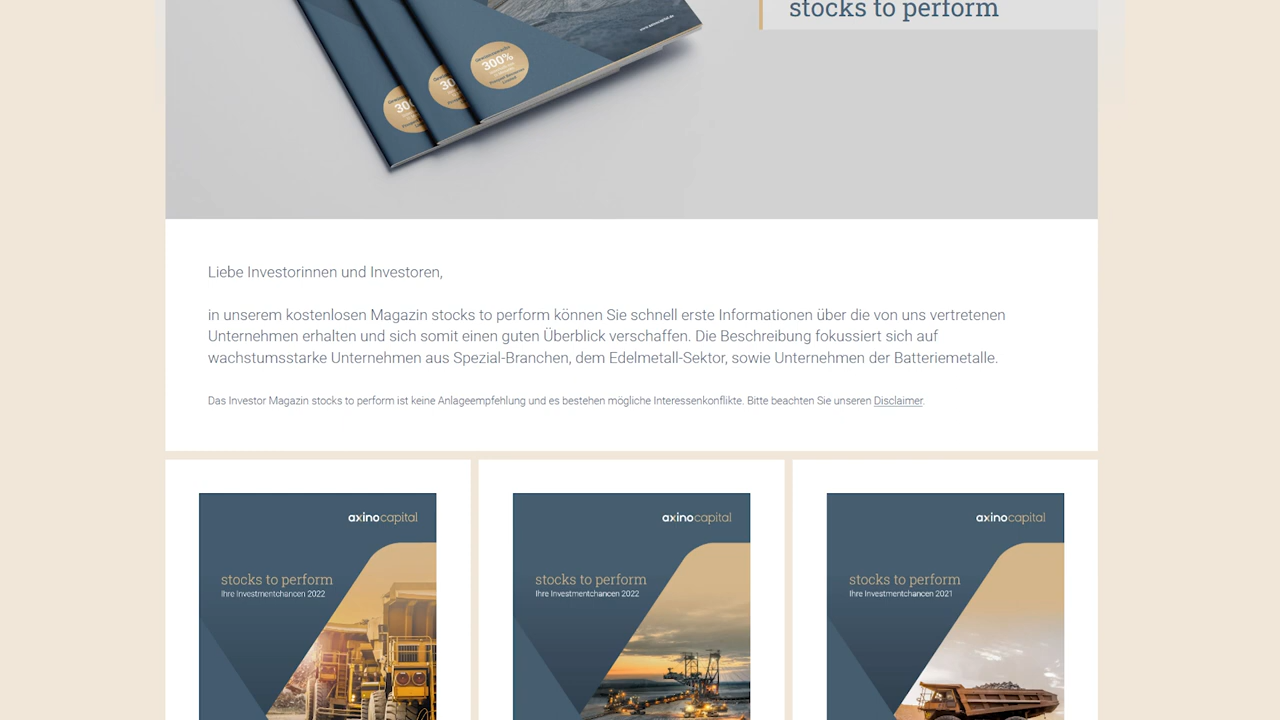 stocks to perform
300%
Liebe Investorinnen und Investoren,
in unserem kostenlosen Magazin stocks to perform können Sie schnell erste Informationen über die von uns vertretenen
Unternehmen erhalten und sich somit einen guten Überblick verschaffen. Die Beschreibung fokussiert sich auf
wachstumsstarke Unternehmen aus Spezial-Branchen, dem Edelmetall-Sektor, sowie Unternehmen der Batteriemetalle.
Das Investor Magazin stocks to perform ist keine Anlageempfehlung und es bestehen mögliche Interessenkonflikte. Bitte beachten Sie unseren Disclaimer.
axinocapital
stocks to perform
Ihre Investmentchancen 2022
axinocapital
stocks to perform
Ihre Investmentchancen 2022
axinocapital
stocks to perform
Ihre Investmentchancen 2021